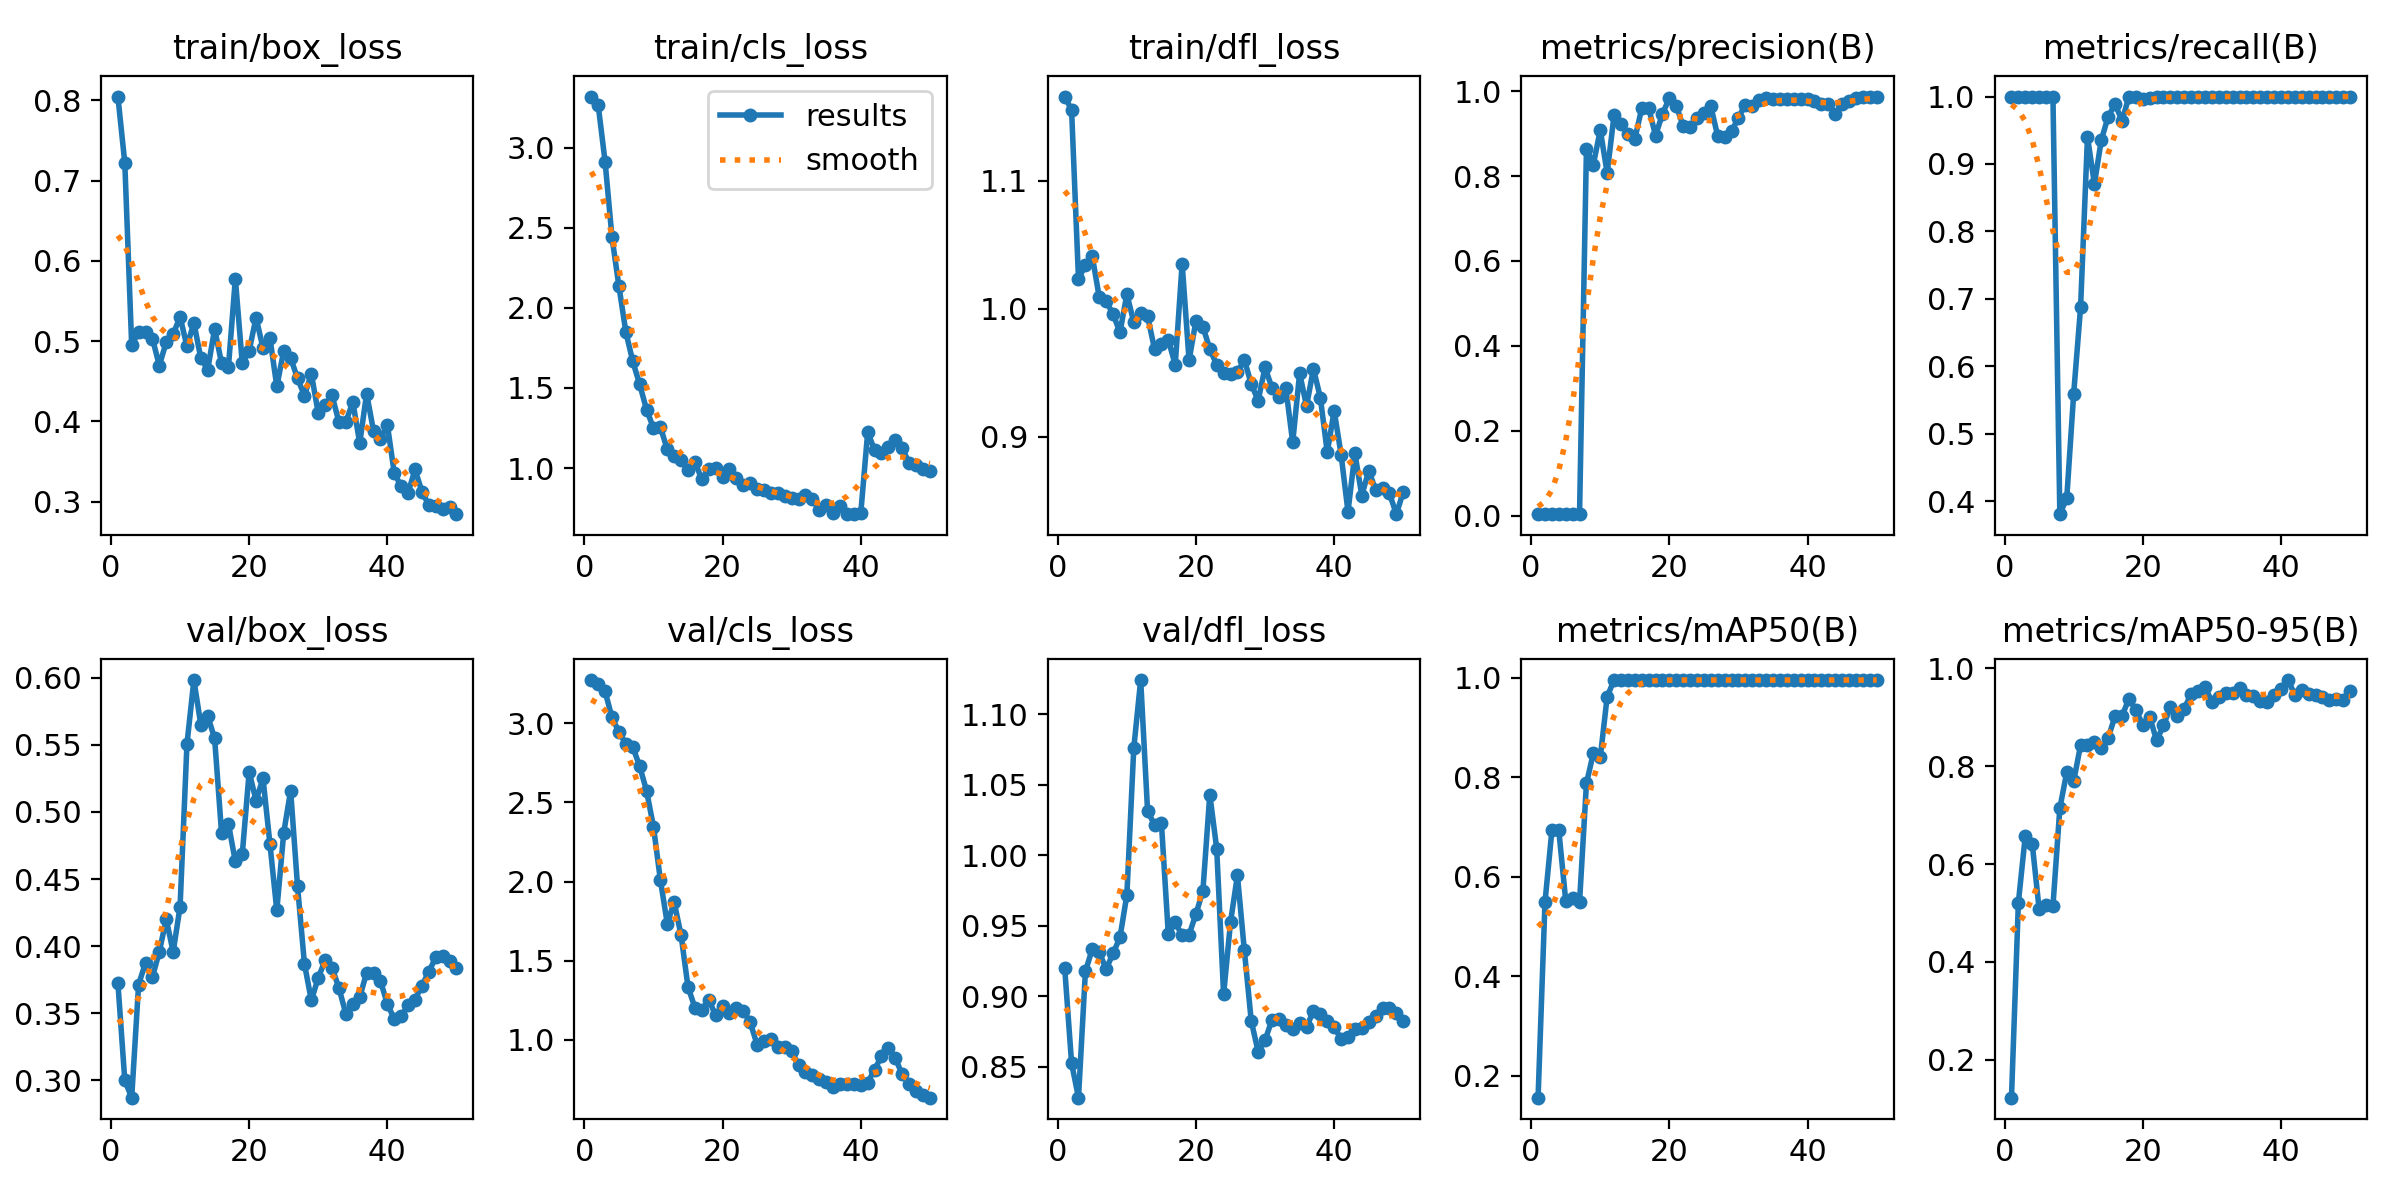 train/box_loss
0.8
0.7
0.6
0.5
0.4
0.3
0 20 40
train/cls_loss
results
smooth
3.0
2.5
2.0
1.5
1.0
0 20 40
train/dfl_loss
1.1
1.0
0.9
0 20 40
metrics/precision(B)
1.0
0.8
0.6
0.4
0.2
0.0
0 20 40
metrics/recall(B)
1.0
0.9
0.8
0.7
0.6
0.5
0.4
0 20 40
val/box_loss
0.60
0.55
0.50
0.45
0.40
0.35
0.30
0 20 40
val/cls_loss
3.0
2.5
2.0
1.5
1.0
0 20 40
val/dfl_loss
1.10
1.05
1.00
0.95
0.90
0.85
0 20 40
metrics/mAP50(B)
1.0
0.8
0.6
0.4
0.2
0 20 40
metrics/mAP50-95(B)
1.0
0.8
0.6
0.4
0.2
0 20 40